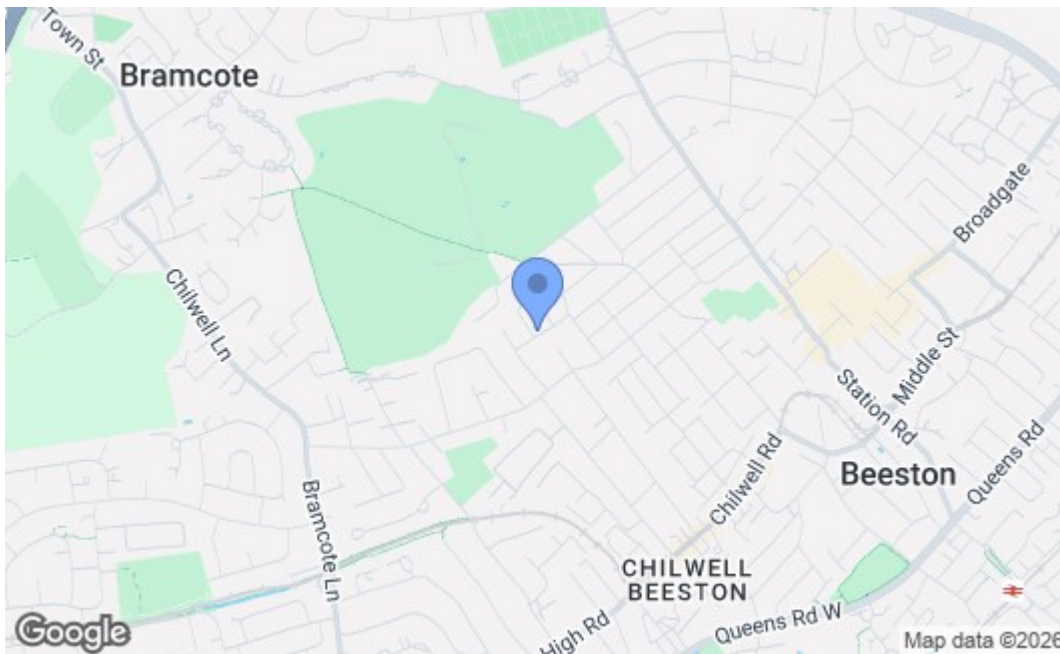 Town St
Bramcote
Broadgate
Chilwell Ln
Middle St
Station Rd
Queens Rd
Chilwell Rd
Beeston
Bramcote Ln
CHILWELL
BEESTON
Queens Rd W
High Rd
Google
Map data ©2026